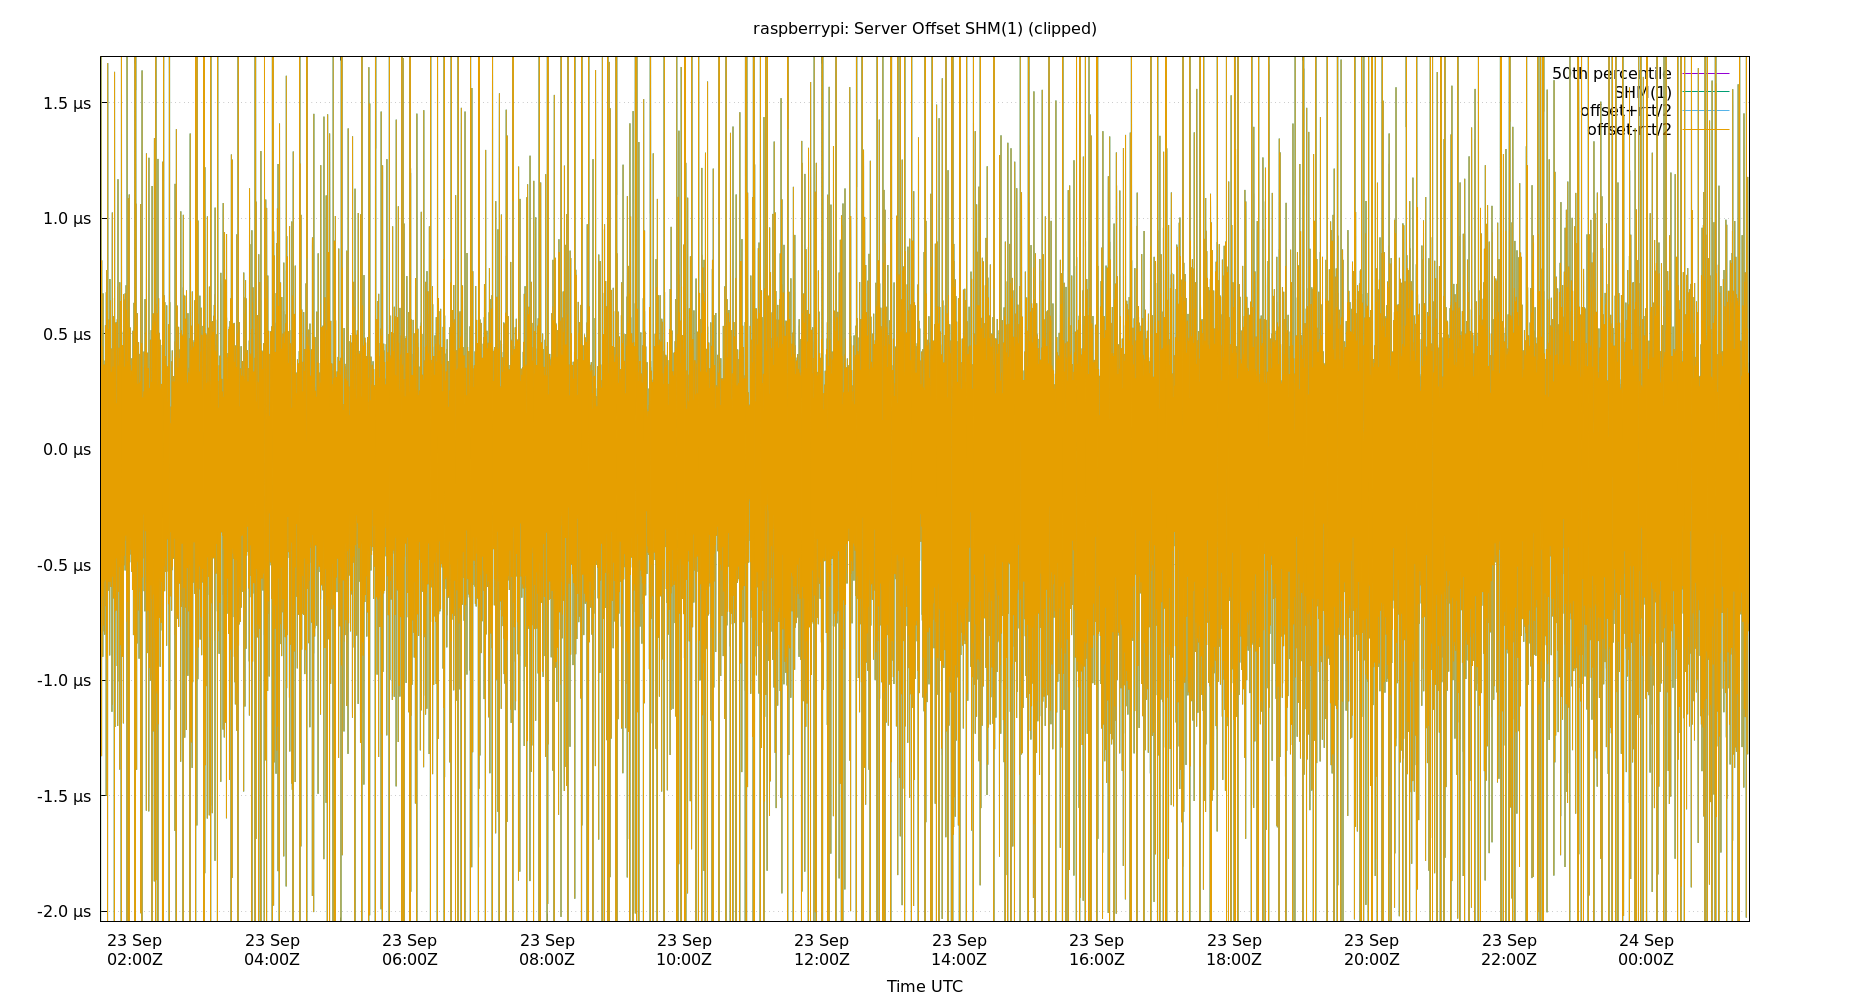 raspberrypi: Server Offset SHM(1) (clipped)
50th percentile
SHM(1)
offset+rtt/2
offset-rtt/2
1.5 µs
1.0 µs
0.5 µs
0.0 µs
-0.5 µs
-1.0 µs
-1.5 µs
-2.0 µs
23 Sep 23 Sep 23 Sep 23 Sep 23 Sep 23 Sep 23 Sep 23 Sep 23 Sep 23 Sep 23 Sep 24 Sep
02:00Z 04:00Z 06:00Z 08:00Z 10:00Z 12:00Z 14:00Z 16:00Z 18:00Z 20:00Z 22:00Z 00:00Z
Time UTC